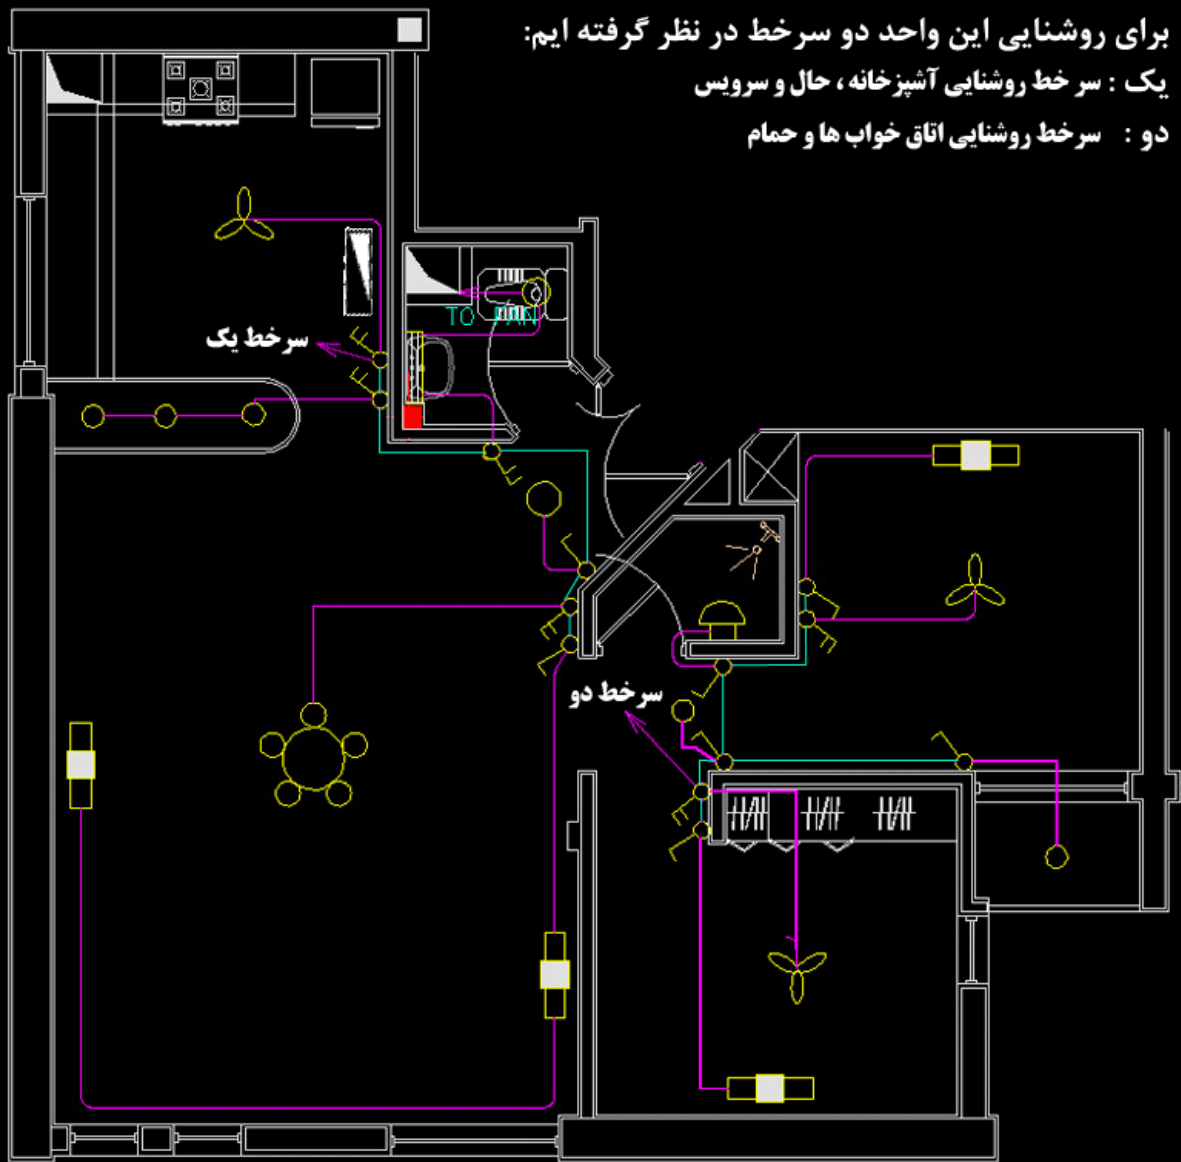 برای روشنایی این واحد دو سرخط در نظر گرفته ایم:
یک : سر خط روشنایی آشپزخانه ، حال و سرویس
دو : سرخط روشنایی اتاق خواب ها و حمام
TO FAN
سرخط یک
سرخط دو